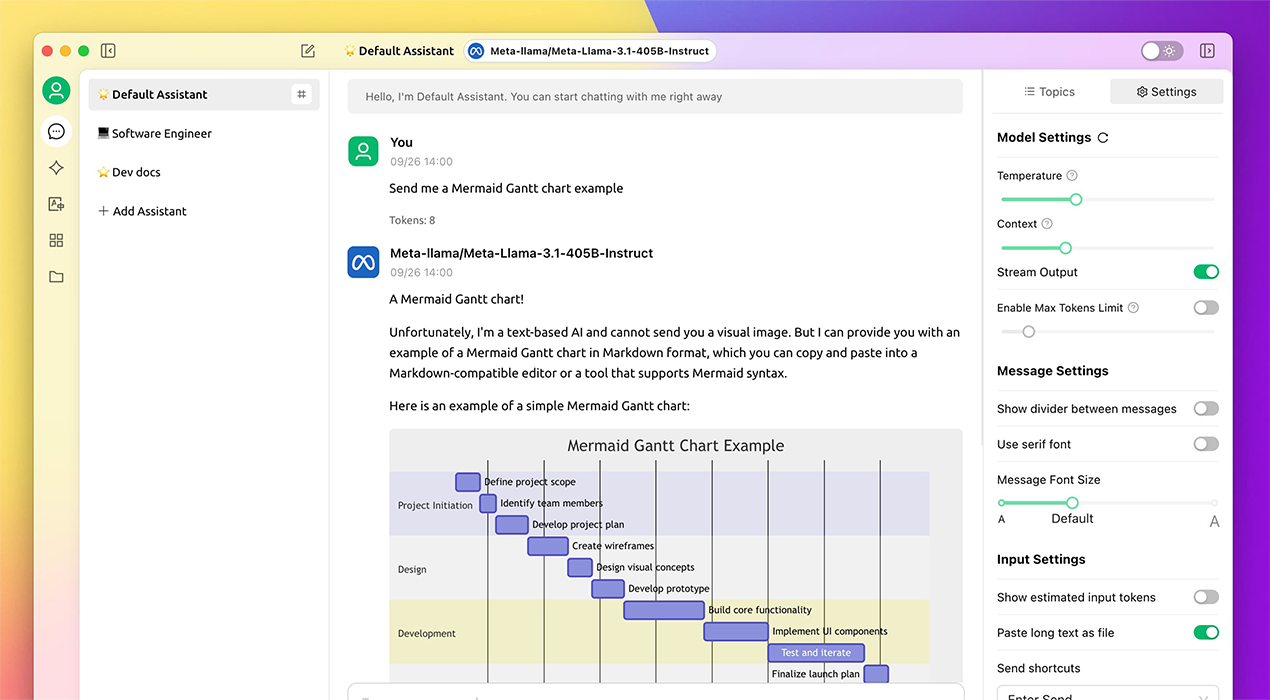 Default Assistant
Meta-llama/Meta-Llama-3.1-405B-Instruct
Default Assistant
Software Engineer
Dev docs
Add Assistant
Hello, I'm Default Assistant. You can start chatting with me right away
You
09/26 14:00
Send me a Mermaid Gantt chart example
Tokens: 8
Meta-llama/Meta-Llama-3.1-405B-Instruct
09/26 14:00
A Mermaid Gantt chart!
Unfortunately, I'm a text-based AI and cannot send you a visual image. But I can provide you with an
example of a Mermaid Gantt chart in Markdown format, which you can copy and paste into a
Markdown-compatible editor or a tool that supports Mermaid syntax.
Here is an example of a simple Mermaid Gantt chart:
Mermaid Gantt Chart Example
Define project scope
Project Initiation
Identify team members
Develop project plan
Create wireframes
Design
Design visual concepts
Develop prototype
Build core functionality
Development
Implement UI components
Test and iterate
Finalize launch plan
Topics
Settings
Model Settings
Temperature
Context
Stream Output
Enable Max Tokens Limit
Message Settings
Show divider between messages
Use serif font
Message Font Size
A
Default
A
Input Settings
Show estimated input tokens
Paste long text as file
Send shortcuts
Enter Send